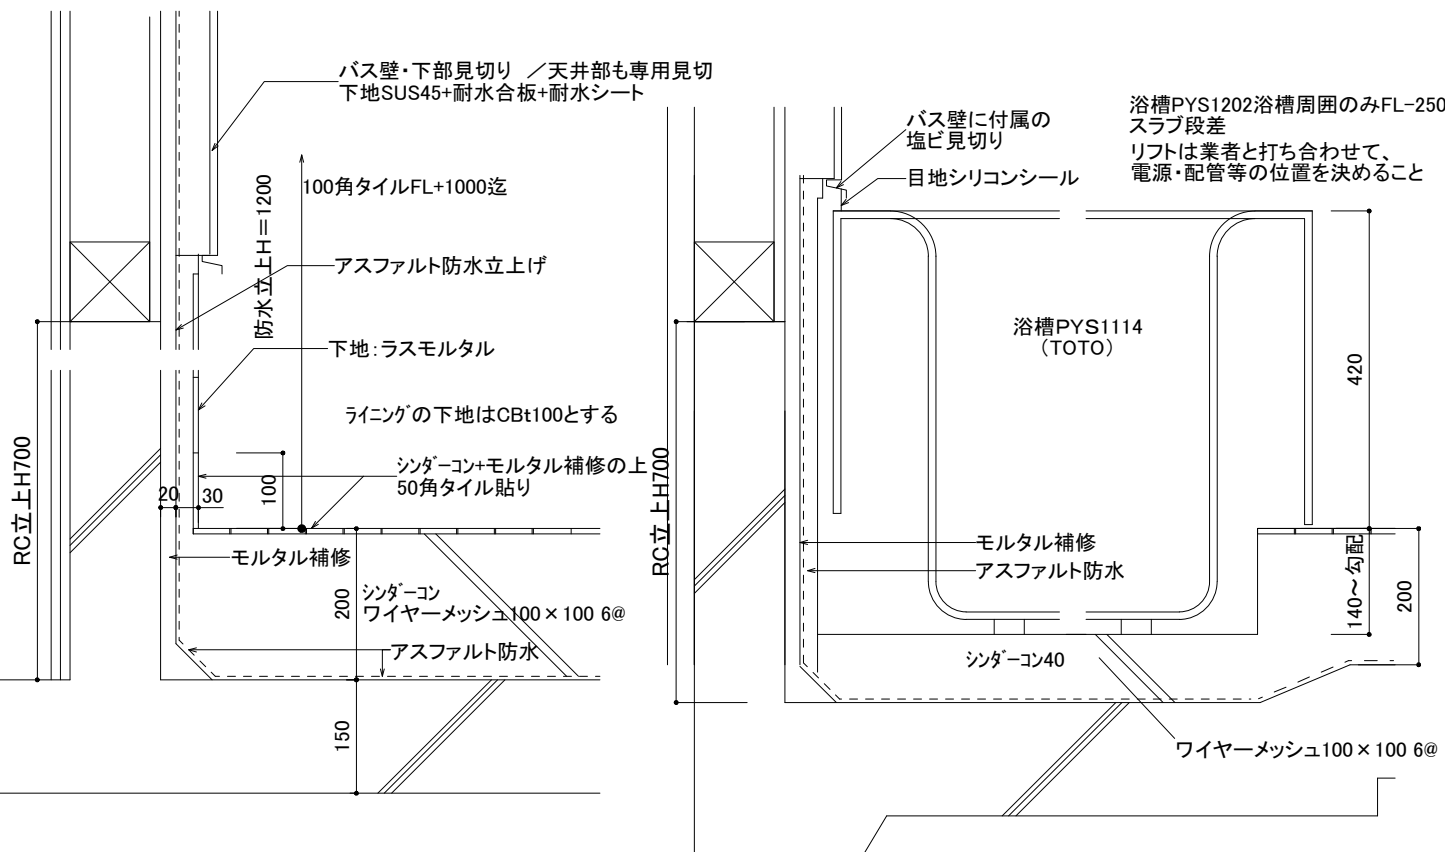 バス壁・下部見切り ／天井部も専用見切
下地SUS45+耐水合板+耐水シート
100角タイルFL+1000迄
防水立上H＝1200
アスファルト防水立上げ
下地：ラスモルタル
ライニングの下地はCBt100とする
シンダーコン+モルタル補修の上
50角タイル貼り
RC立上H700
20
30
100
モルタル補修
200
シンダーコン
ワイヤーメッシュ100×100 6@
アスファルト防水
150
バス壁に付属の
塩ビ見切り
目地シリコンシール
浴槽PYS1202浴槽周囲のみFL-250
スラブ段差
リフトは業者と打ち合わせて、
電源・配管等の位置を決めること
浴槽PYS1114
（TOTO）
420
RC立上H700
モルタル補修
アスファルト防水
140～勾配
200
シンダーコン40
ワイヤーメッシュ100×100 6@